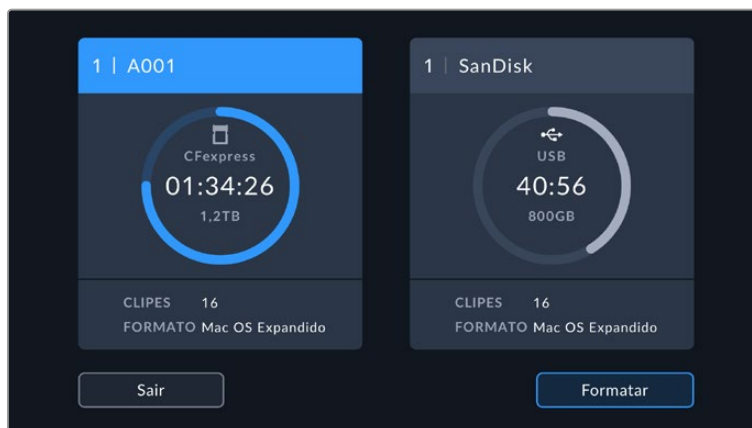 1 | A001
CFexpress
01:34:26
1,2TB
CLIPES 16
FORMATO Mac OS Expandido
1 | SanDisk
USB
40:56
800GB
CLIPES 16
FORMATO Mac OS Expandido
Sair
Formatar